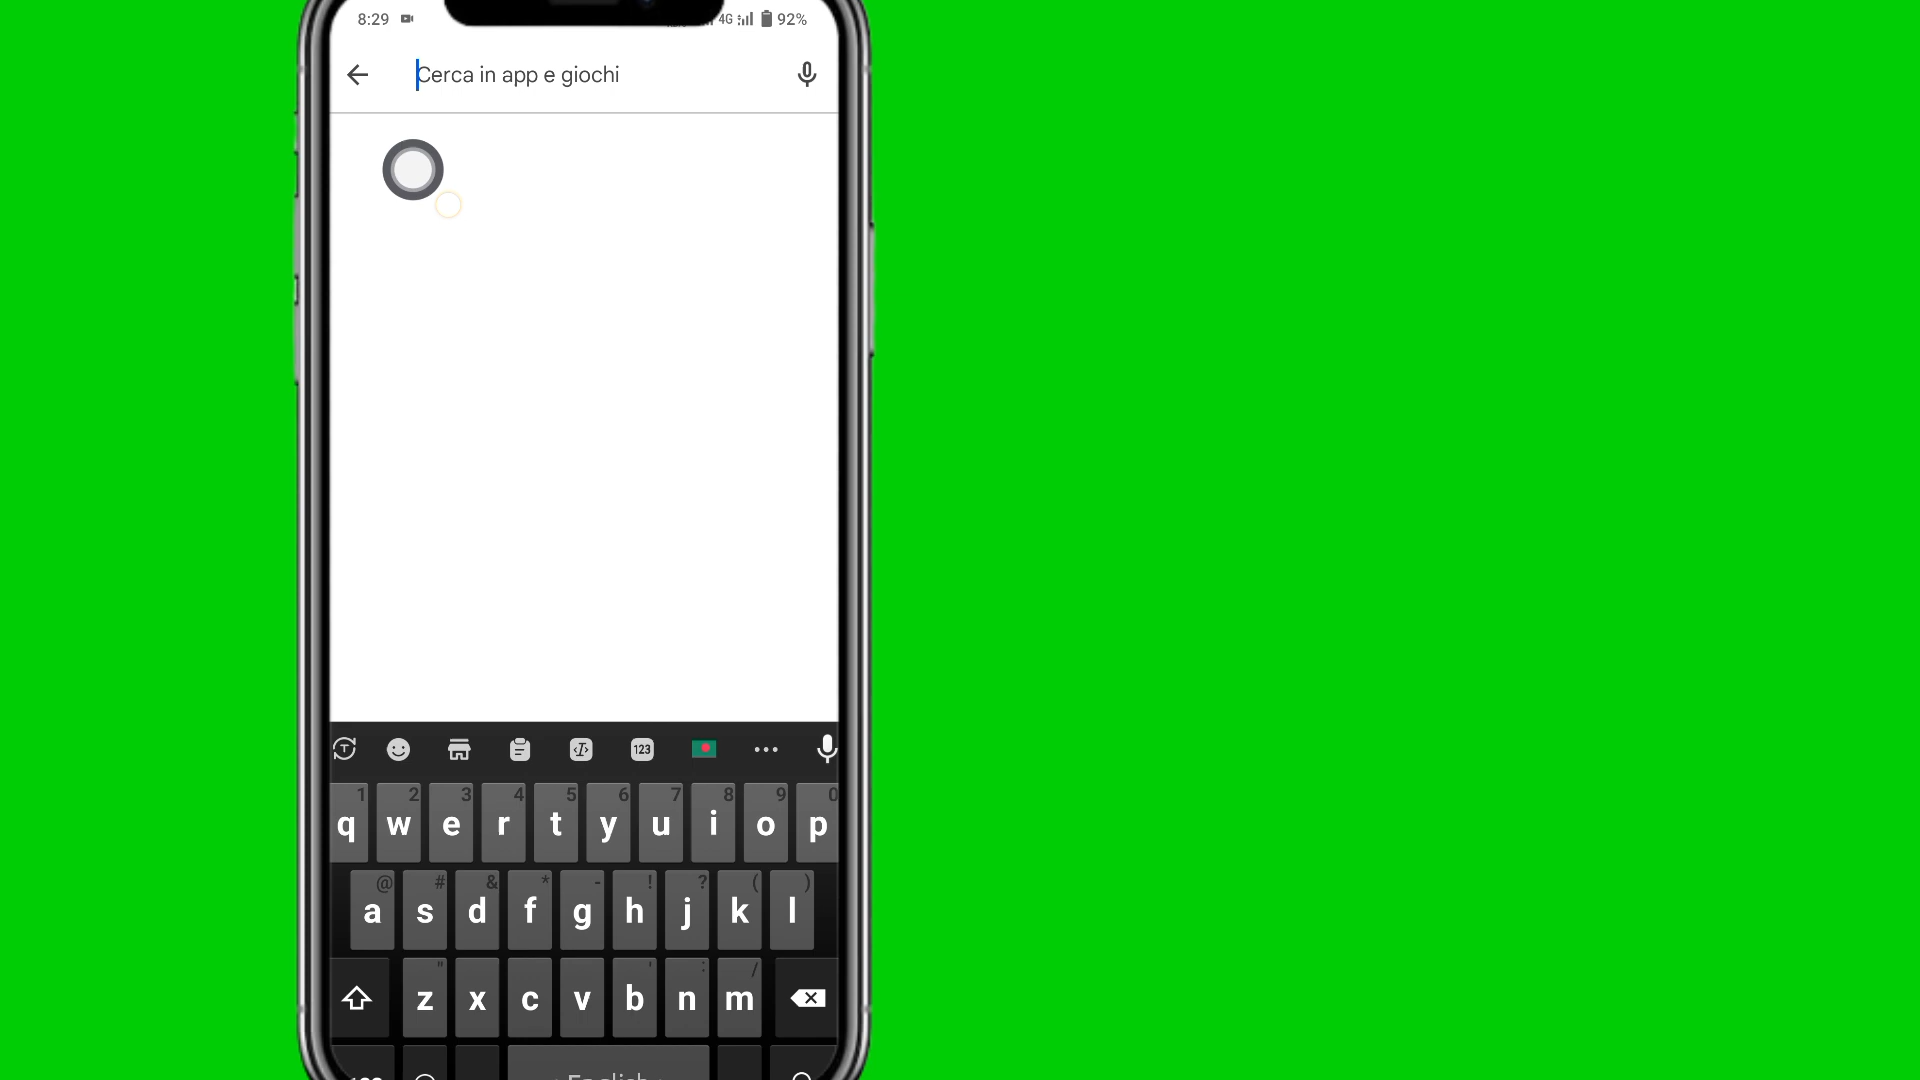 8:29 4G 92%
Cerca in app e giochi
123
1 2 3 4 5 6 7 8 9 0
q w e r t y u i o p
@ # & * - ! ? ( )
a s d f g h j k l
" ' : /
z x c v b n m
English